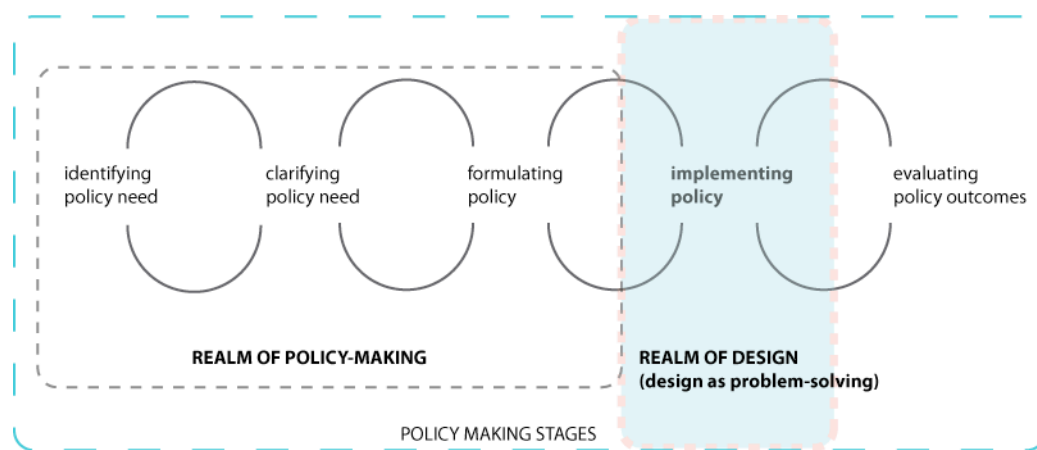 identifying
policy need
clarifying
policy need
formulating
policy
implementing
policy
evaluating
policy outcomes
REALM OF POLICY-MAKING
REALM OF DESIGN
(design as problem-solving)
POLICY MAKING STAGES